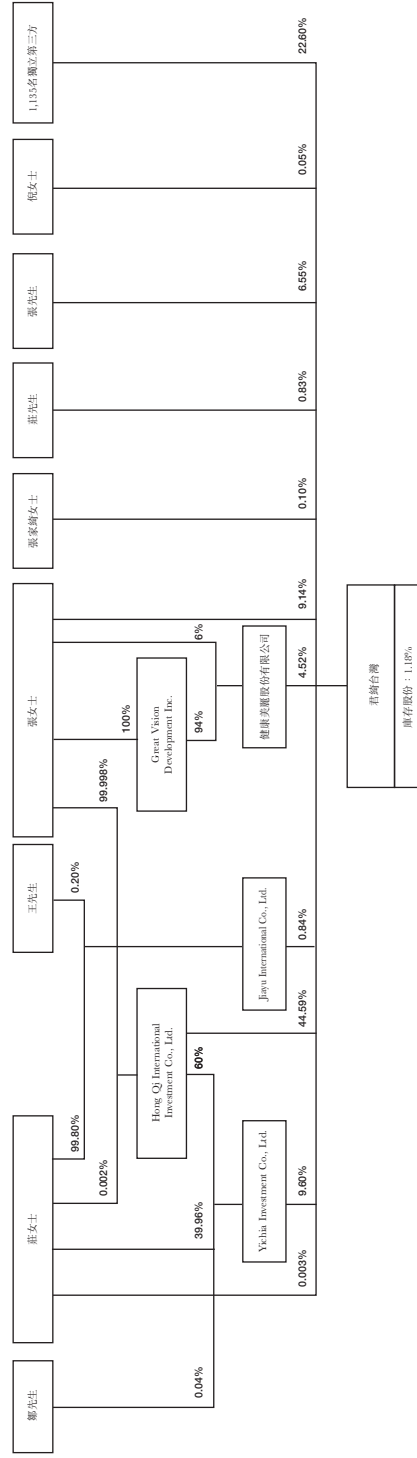 鄒先生
莊女士
王先生
張女士
張家綺女士
莊先生
張先生
倪女士
1,135名獨立第三方
99.80%
0.20%
0.002%
99.998%
100%
Hong Qi International
Investment Co., Ltd.
Great Vision
Development Inc.
0.04%
39.96%
60%
94%
6%
Yichia Investment Co., Ltd.
Jiayu International Co., Ltd.
健康美麗股份有限公司
0.003%
9.60%
44.59%
0.84%
4.52%
9.14%
0.10%
0.83%
6.55%
0.05%
22.60%
君綺台灣
庫存股份：1.18%